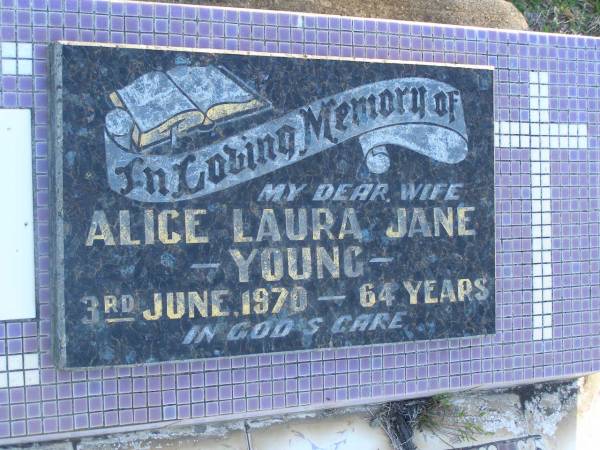 In Loving Memory of
MY DEAR WIFE
ALICE LAURA JANE
— YOUNG —
3RD JUNE, 1970 — 64 YEARS
IN GOD'S CARE